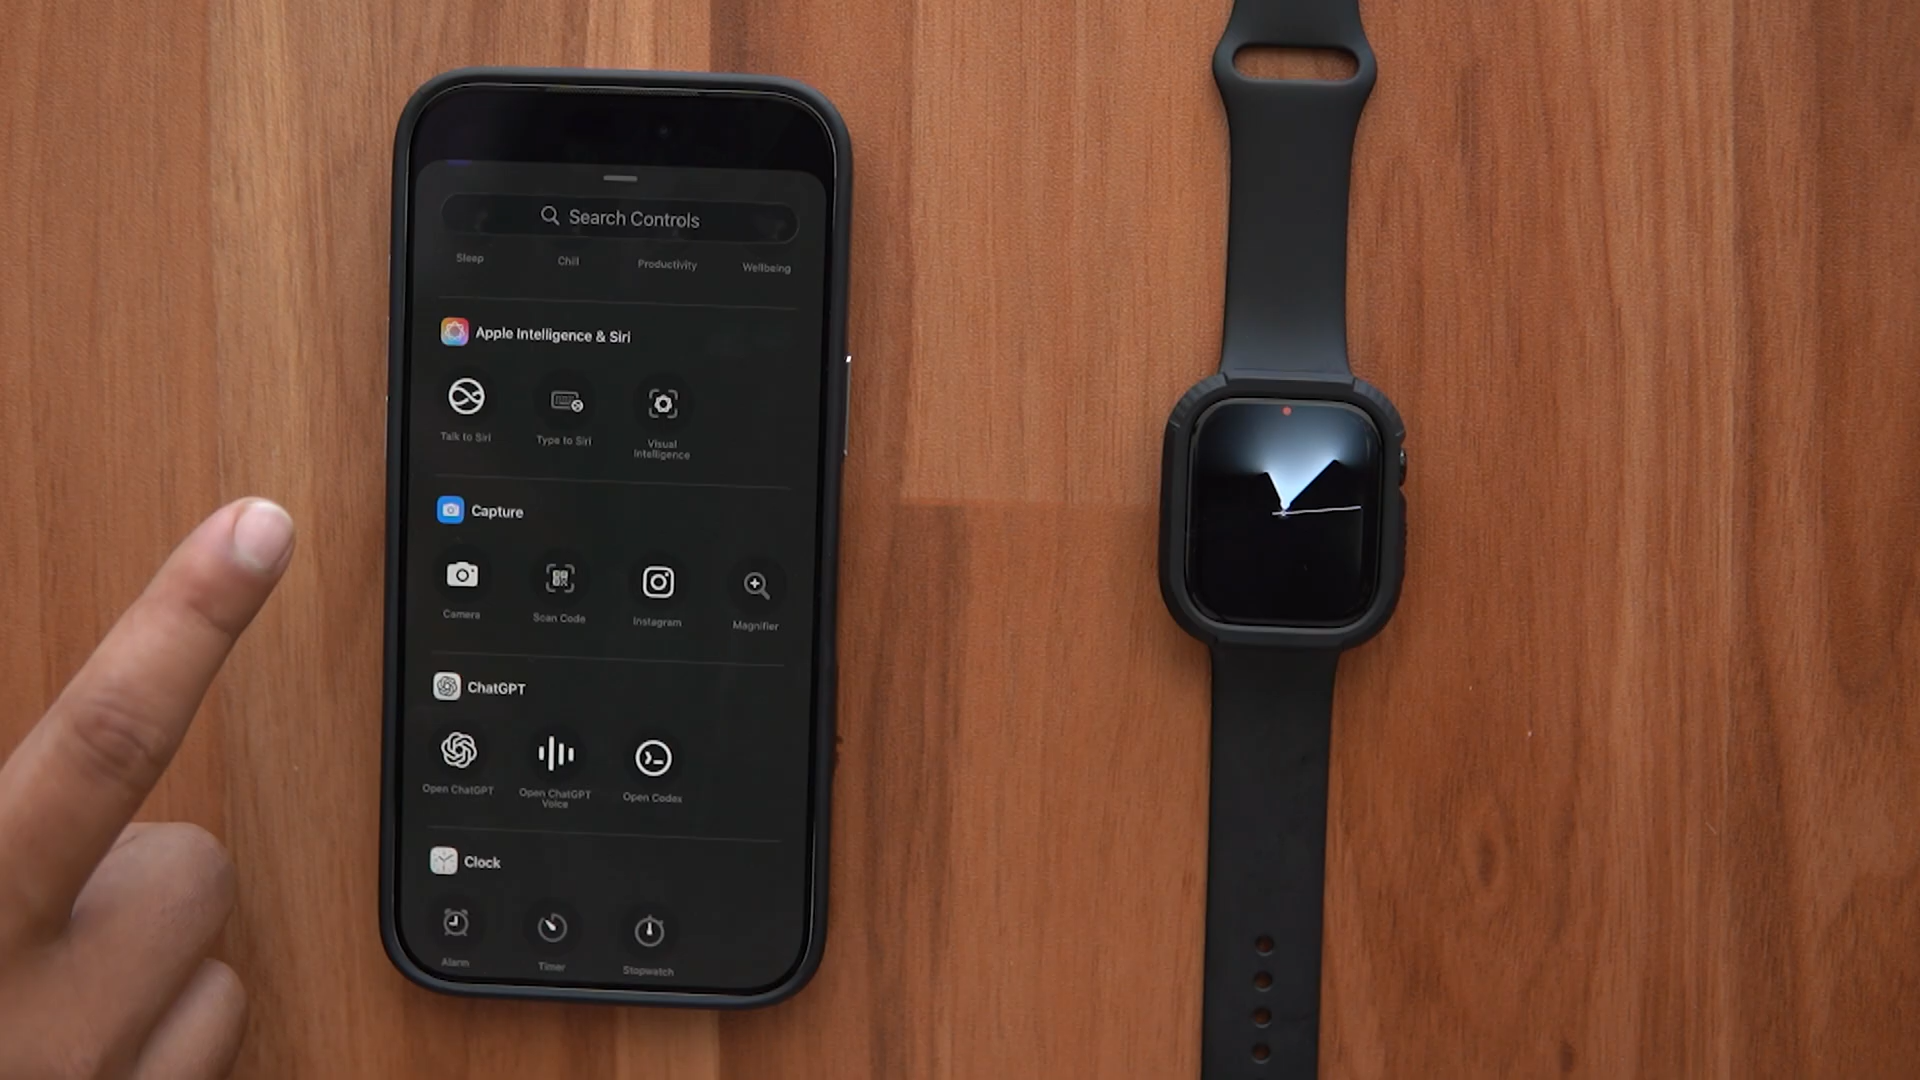 Search Controls
Sleep Chill Productivity Wellbeing
Apple Intelligence & Siri
Talk to Siri Type to Siri Visual
Intelligence
Capture
Camera Scan Code Instagram Magnifier
ChatGPT
Open ChatGPT Open ChatGPT Open Codex
Voice
Clock
Alarm Timer Stopwatch